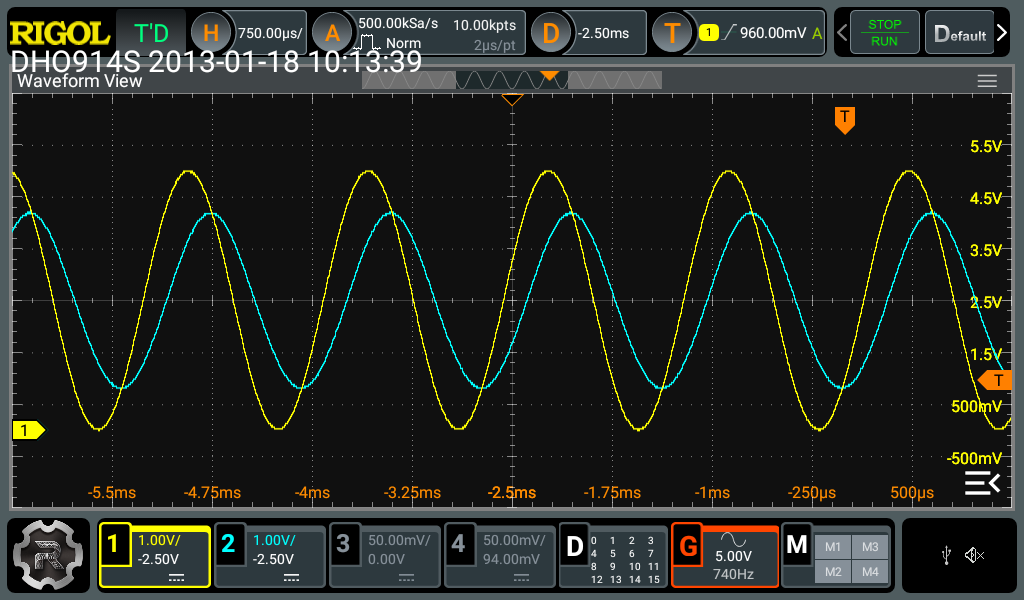 RIGOL T'D H 750.00µs/ A 500.00kSa/s 10.00kpts D -2.50ms T 1 960.00mV A STOP Default
Norm 2µs/pt RUN
DHO914S 2013-01-18 10:13:39
Waveform View
T
5.5V
4.5V
3.5V
2.5V
1.5V
T
500mV
1
-500mV
-5.5ms -4.75ms -4ms -3.25ms -2.5ms -1.75ms -1ms -250µs 500µs
1 1.00V/ 2 1.00V/ 3 50.00mV/ 4 50.00mV/ D 0 1 2 3 G M M1 M3
-2.50V -2.50V 0.00V 94.00mV 4 5 6 7 5.00V
8 9 10 11 740Hz M2 M4
12 13 14 15
R